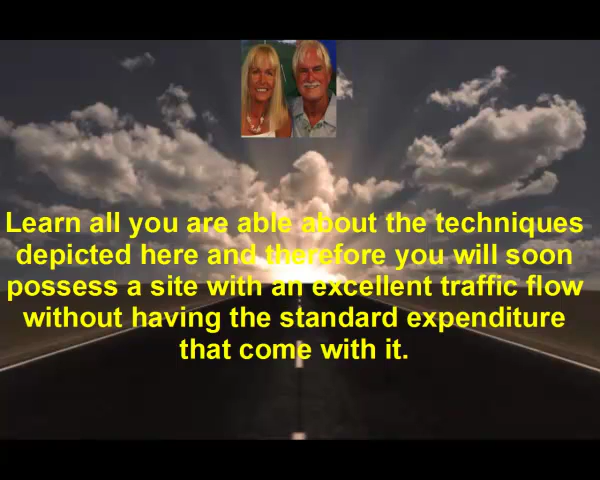 Learn all you are able about the techniques
depicted here and therefore you will soon
possess a site with an excellent traffic flow
without having the standard expenditure
that come with it.